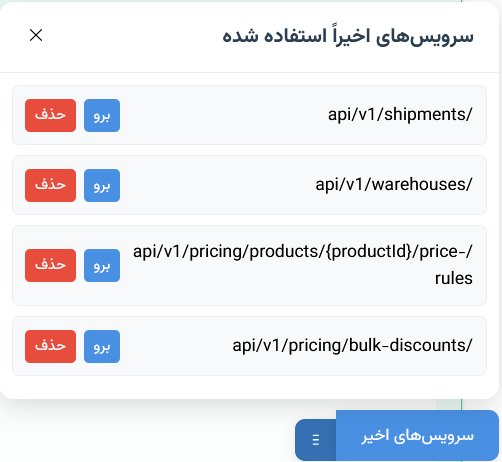 سرویس‌های اخیراً استفاده شده
api/v1/shipments/
برو
حذف
api/v1/warehouses/
برو
حذف
api/v1/pricing/products/{productId}/price-/
rules
برو
حذف
api/v1/pricing/bulk-discounts/
برو
حذف
سرویس‌های اخیر